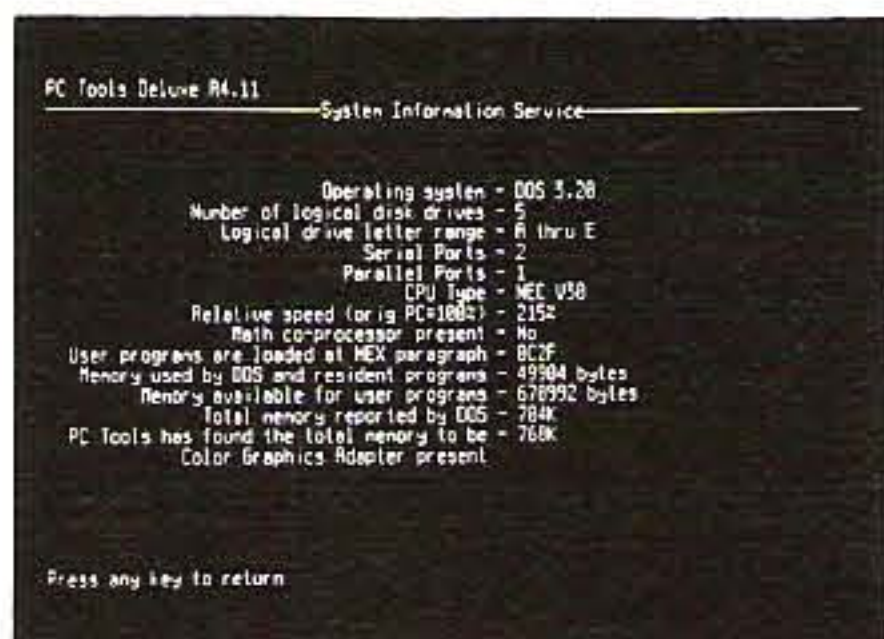 PC Tools Deluxe R4.11
System Information Service
Operating system - DOS 3.20
Number of logical disk drives - 5
Logical drive letter range - A thru E
Serial Ports - 2
Parallel Ports - 1
CPU Type - NEC V30
Relative speed (orig PC=100%) - 215%
Math co-processor present - No
User programs are loaded at HEX paragraph - 0C2F
Memory used by DOS and resident programs - 49904 bytes
Memory available for user programs - 670992 bytes
Total memory reported by DOS - 704K
PC Tools has found the total memory to be - 768K
Color Graphics Adapter present
Press any key to return